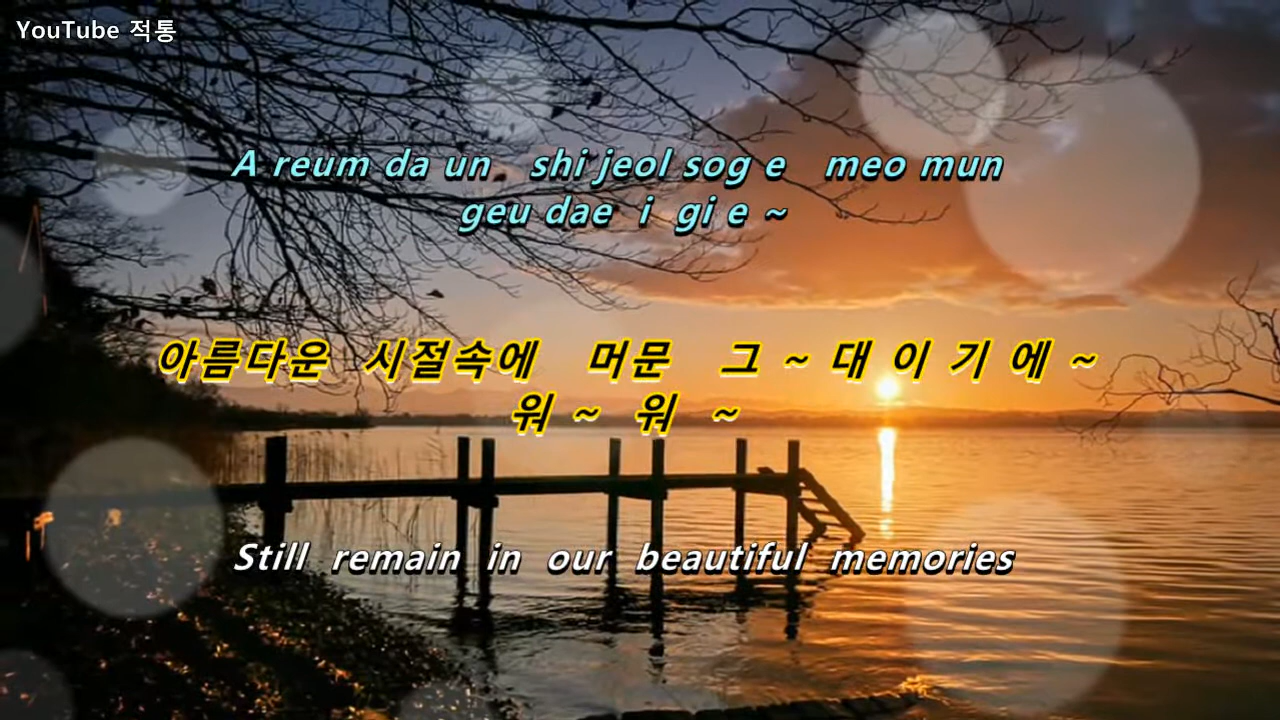 YouTube 적통
A reum da un shi jeol sog e meo mun
geu dae i gi e ~
아름다운 시절속에 머문 그 ~ 대 이 기 에 ~
워 ~ 워 ~
Still remain in our beautiful memories